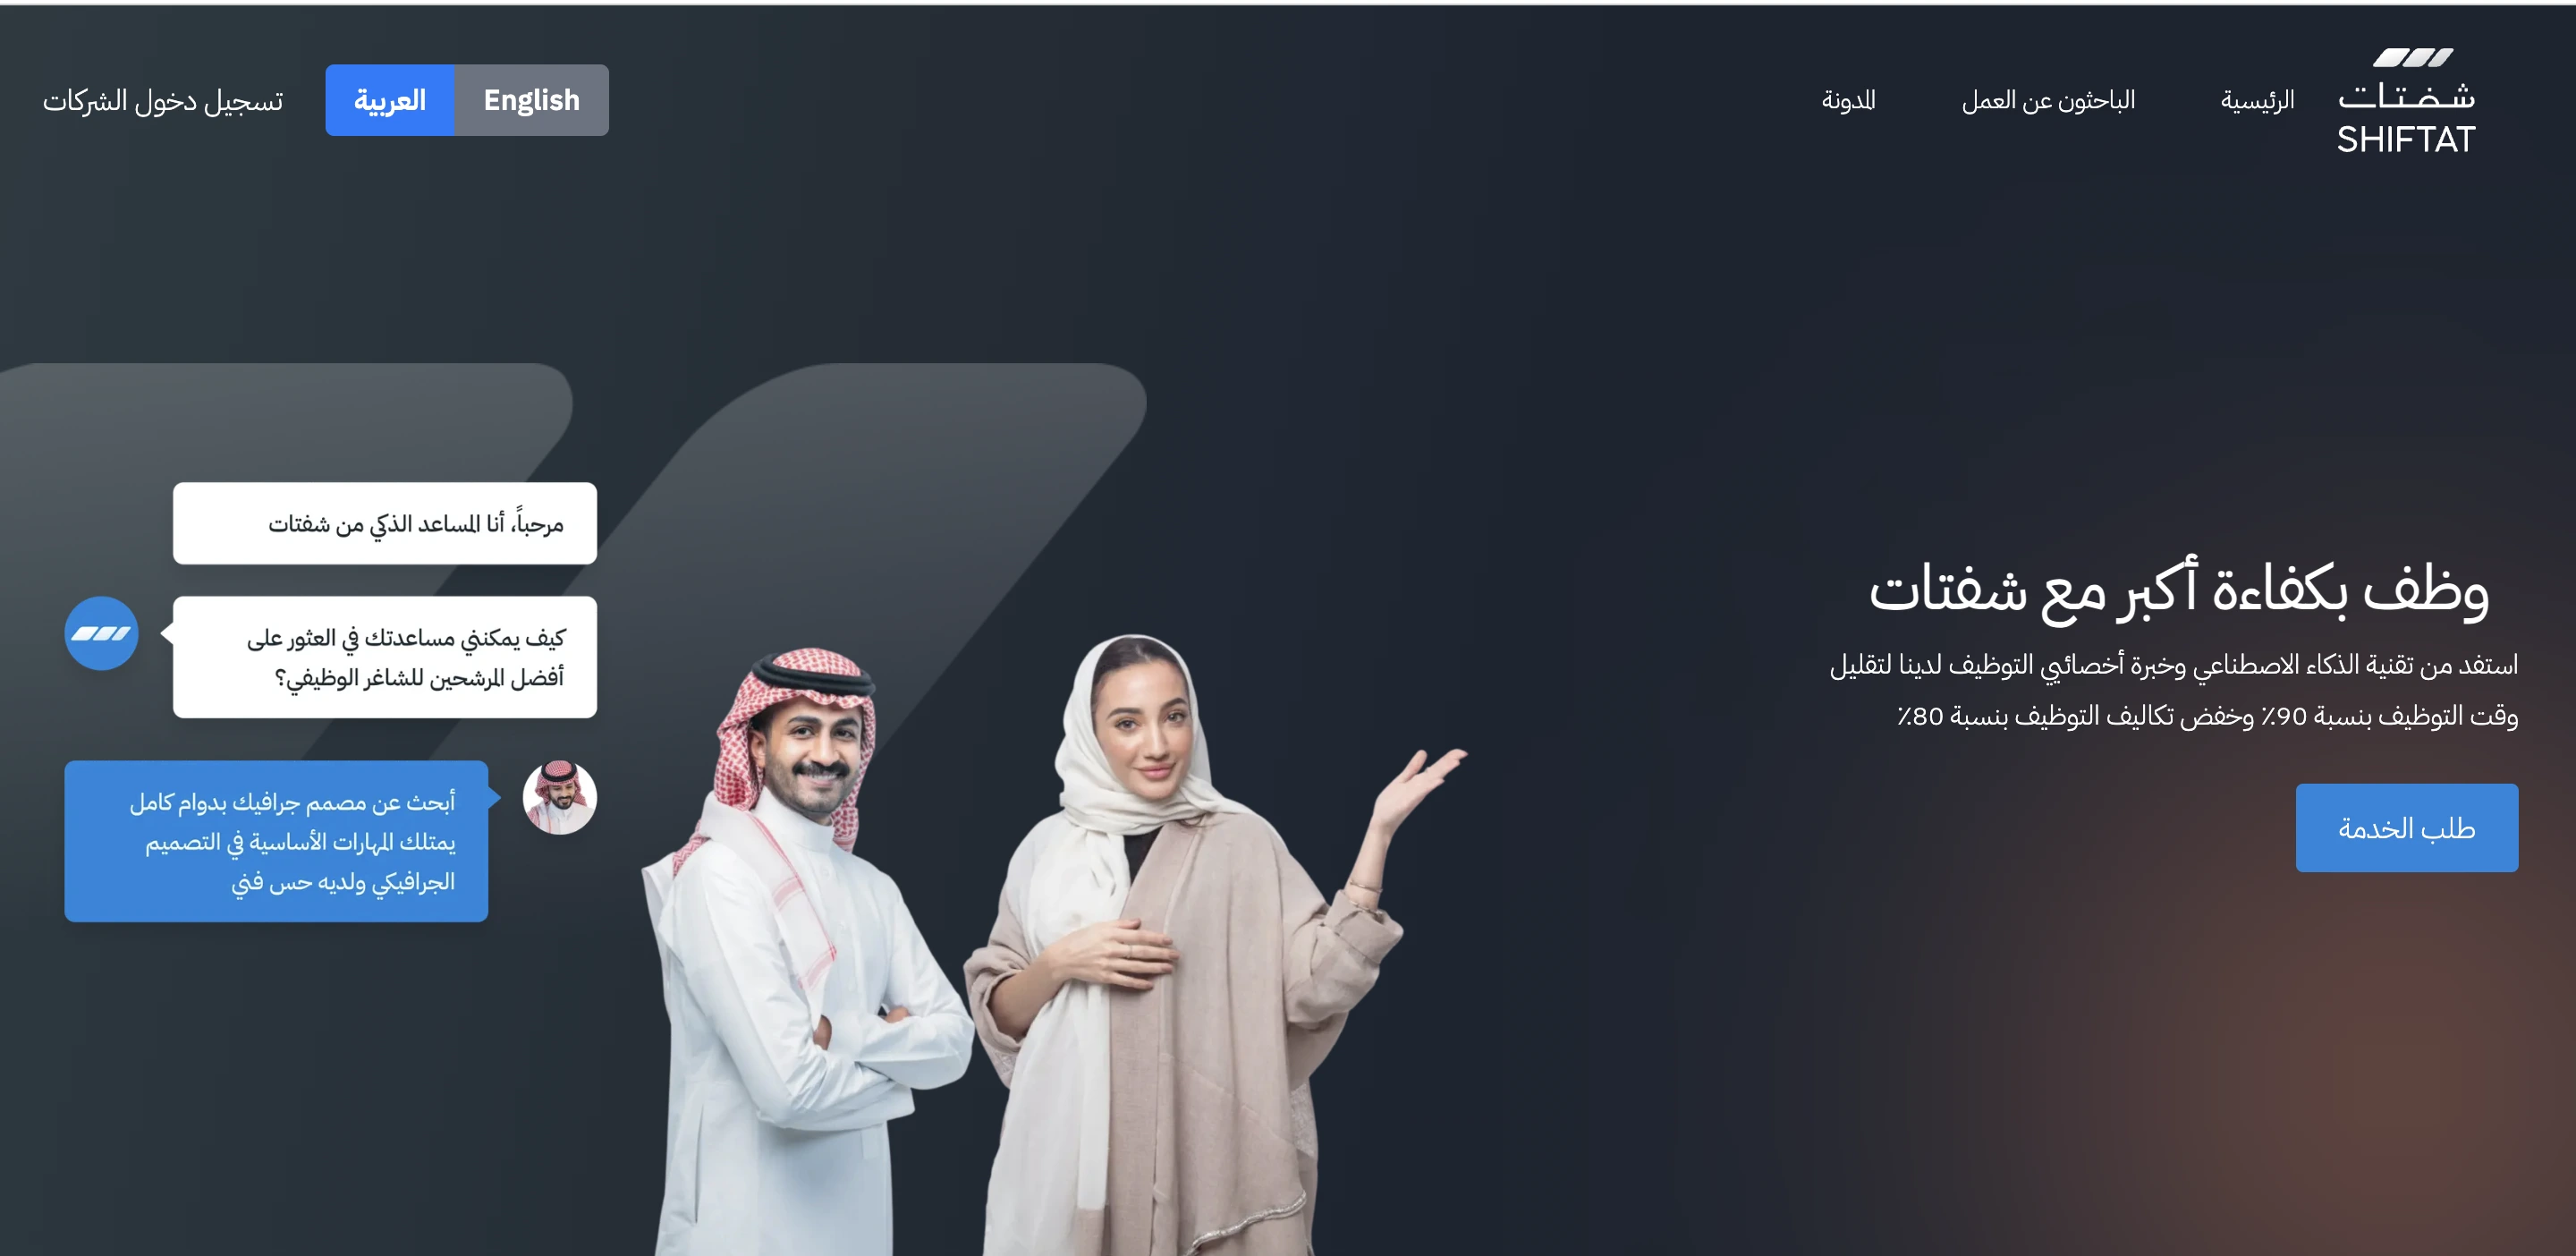 شفتات
SHIFTAT
الرئيسية
الباحثون عن العمل
المدونة
English
العربية
تسجيل دخول الشركات
وظف بكفاءة أكبر مع شفتات
استفد من تقنية الذكاء الاصطناعي وخبرة أخصائيي التوظيف لدينا لتقليل
وقت التوظيف بنسبة 90٪ وخفض تكاليف التوظيف بنسبة 80٪
طلب الخدمة
مرحباً، أنا المساعد الذكي من شفتات
كيف يمكنني مساعدتك في العثور على
أفضل المرشحين للشاغر الوظيفي؟
أبحث عن مصمم جرافيك بدوام كامل
يمتلك المهارات الأساسية في التصميم
الجرافيكي ولديه حس فني